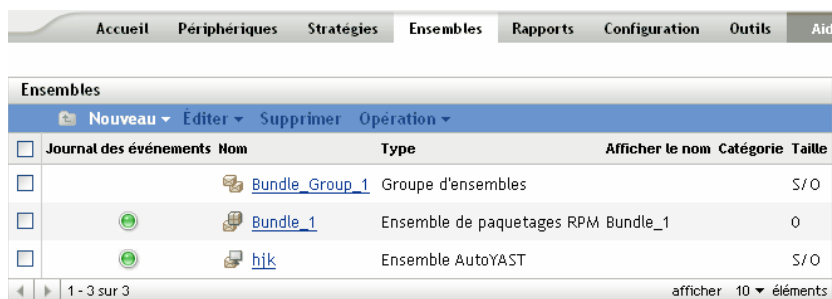 Accueil Périphériques Stratégies Ensembles Rapports Configuration Outils Aid
Ensembles
Nouveau Éditer Supprimer Opération
Journal des événements Nom Type Afficher le nom Catégorie Taille
Bundle_Group_1 Groupe d'ensembles S/O
Bundle_1 Ensemble de paquetages RPM Bundle_1 0
hjk Ensemble AutoYAST S/O
1 - 3 sur 3 afficher 10 éléments